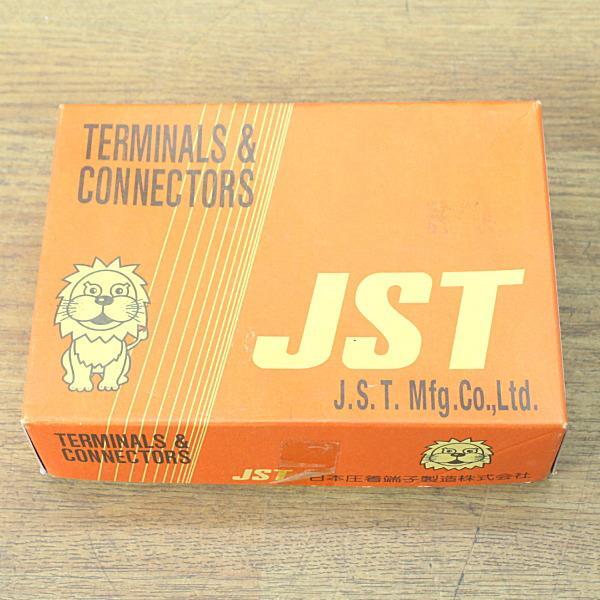 TERMINALS &
CONNECTORS
JST
J.S.T. Mfg.Co.,Ltd.
TERMINALS &
CONNECTORS
JST 日本圧着端子製造株式会社